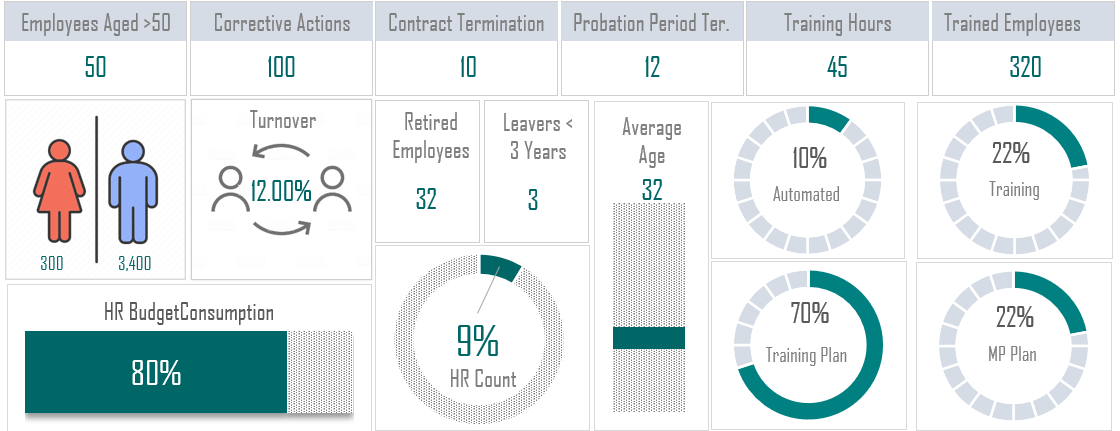 Employees Aged >50
50
Corrective Actions
100
Contract Termination
10
Probation Period Ter.
12
Training Hours
45
Trained Employees
320
300
3,400
Turnover
12.00%
Retired
Employees
32
Leavers <
3 Years
3
Average
Age
32
10%
Automated
22%
Training
HR BudgetConsumption
80%
9%
HR Count
70%
Training Plan
22%
MP Plan